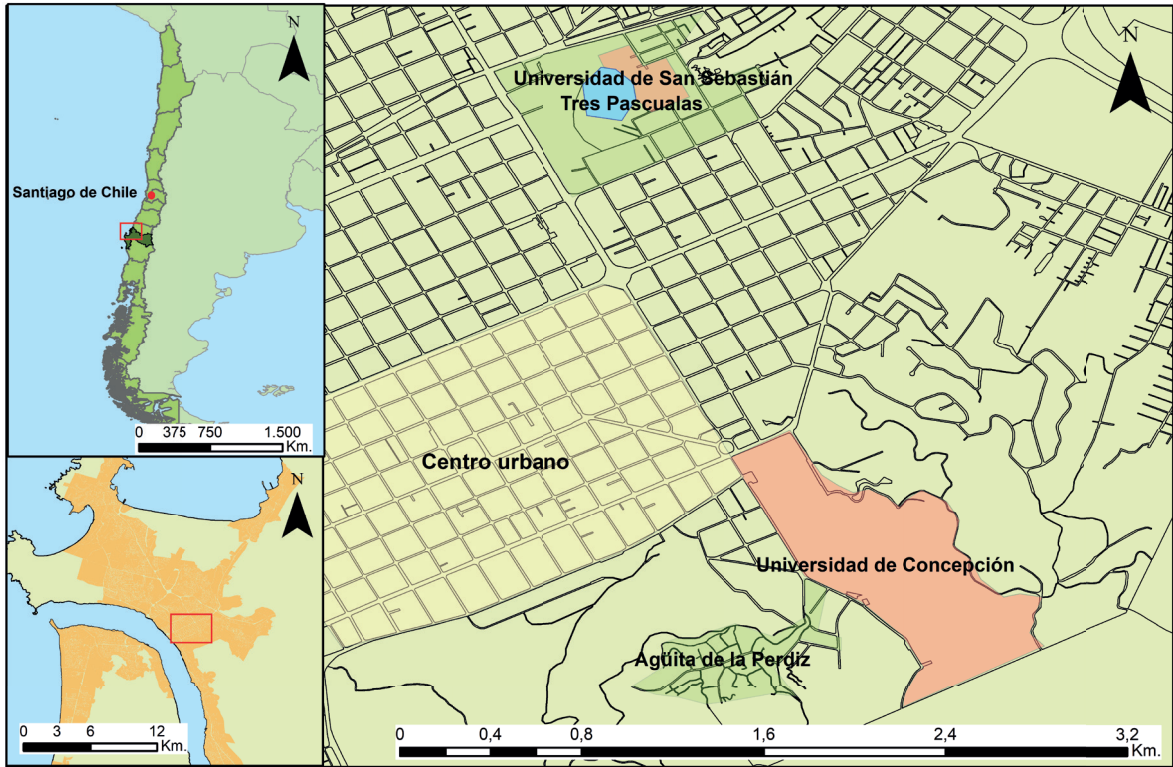 N
Santiago de Chile
0 375 750 1.500
Km.
N
0 3 6 12
Km.
N
Universidad de San Sebastián
Tres Pascualas
Centro urbano
Universidad de Concepción
Agüita de la Perdiz
0 0,4 0,8 1,6 2,4 3,2
Km.